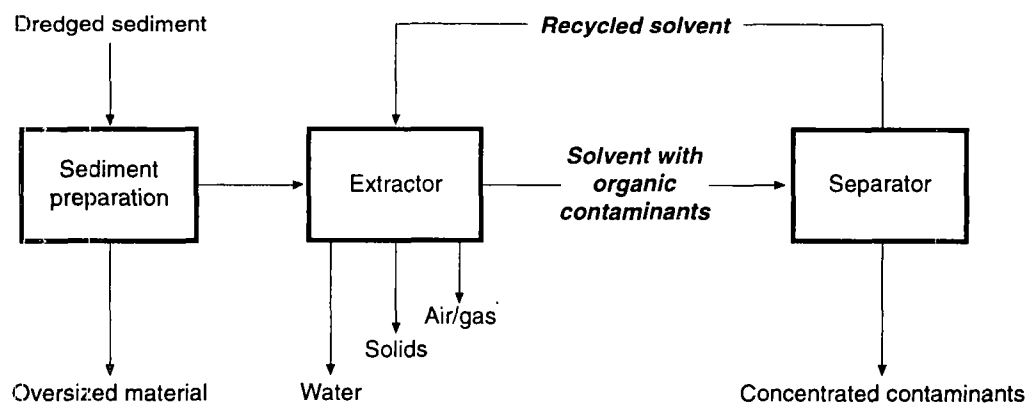 Dredged sediment
Recycled solvent
Sediment
preparation
Extractor
Solvent with
organic
contaminants
Separator
Air/gas
Solids
Oversized material
Water
Concentrated contaminants